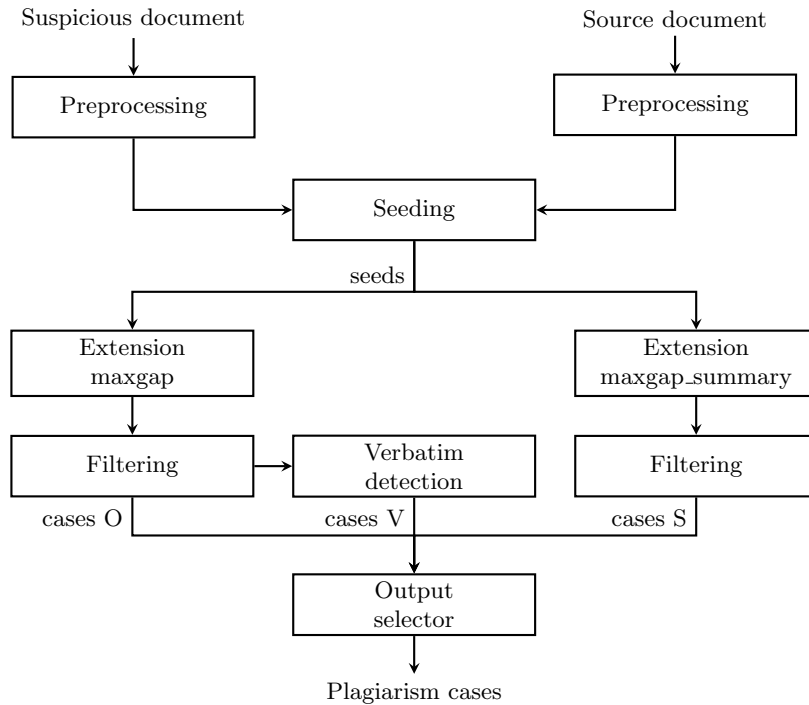 Suspicious document
Source document
Preprocessing
Preprocessing
Seeding
seeds
Extension
maxgap
Extension
maxgap_summary
Filtering
Verbatim
detection
Filtering
cases O
cases V
cases S
Output
selector
Plagiarism cases